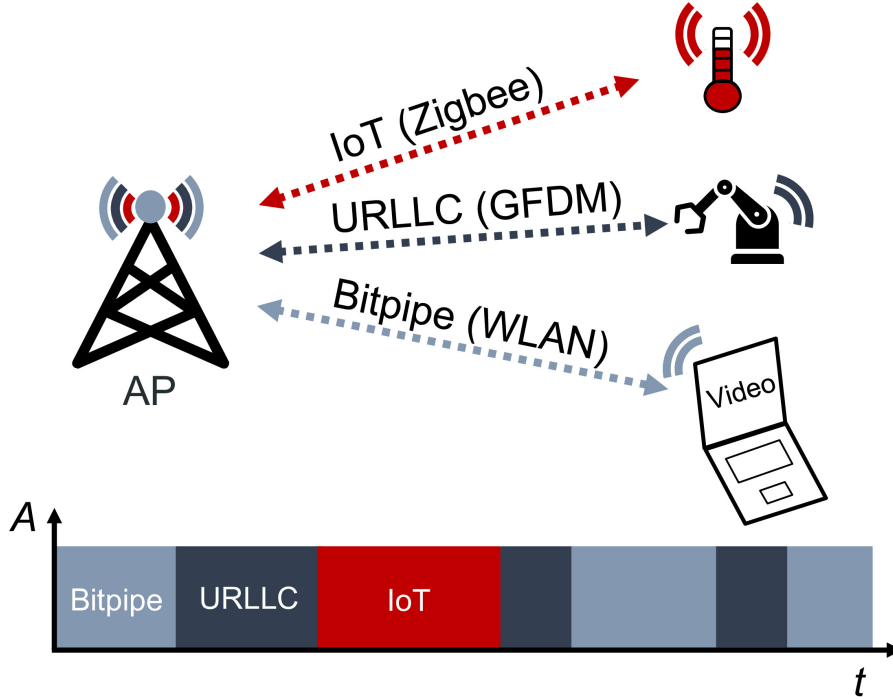 IoT (Zigbee)
URLLC (GFDM)
Bitpipe (WLAN)
AP
Video
A
Bitpipe
URLLC
IoT
t